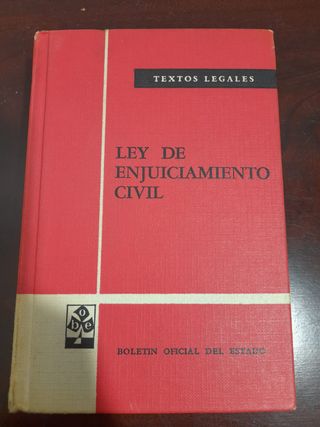 TEXTOS LEGALES
LEY DE
ENJUICIAMIENTO
CIVIL
boe
BOLETIN OFICIAL DEL ESTADO